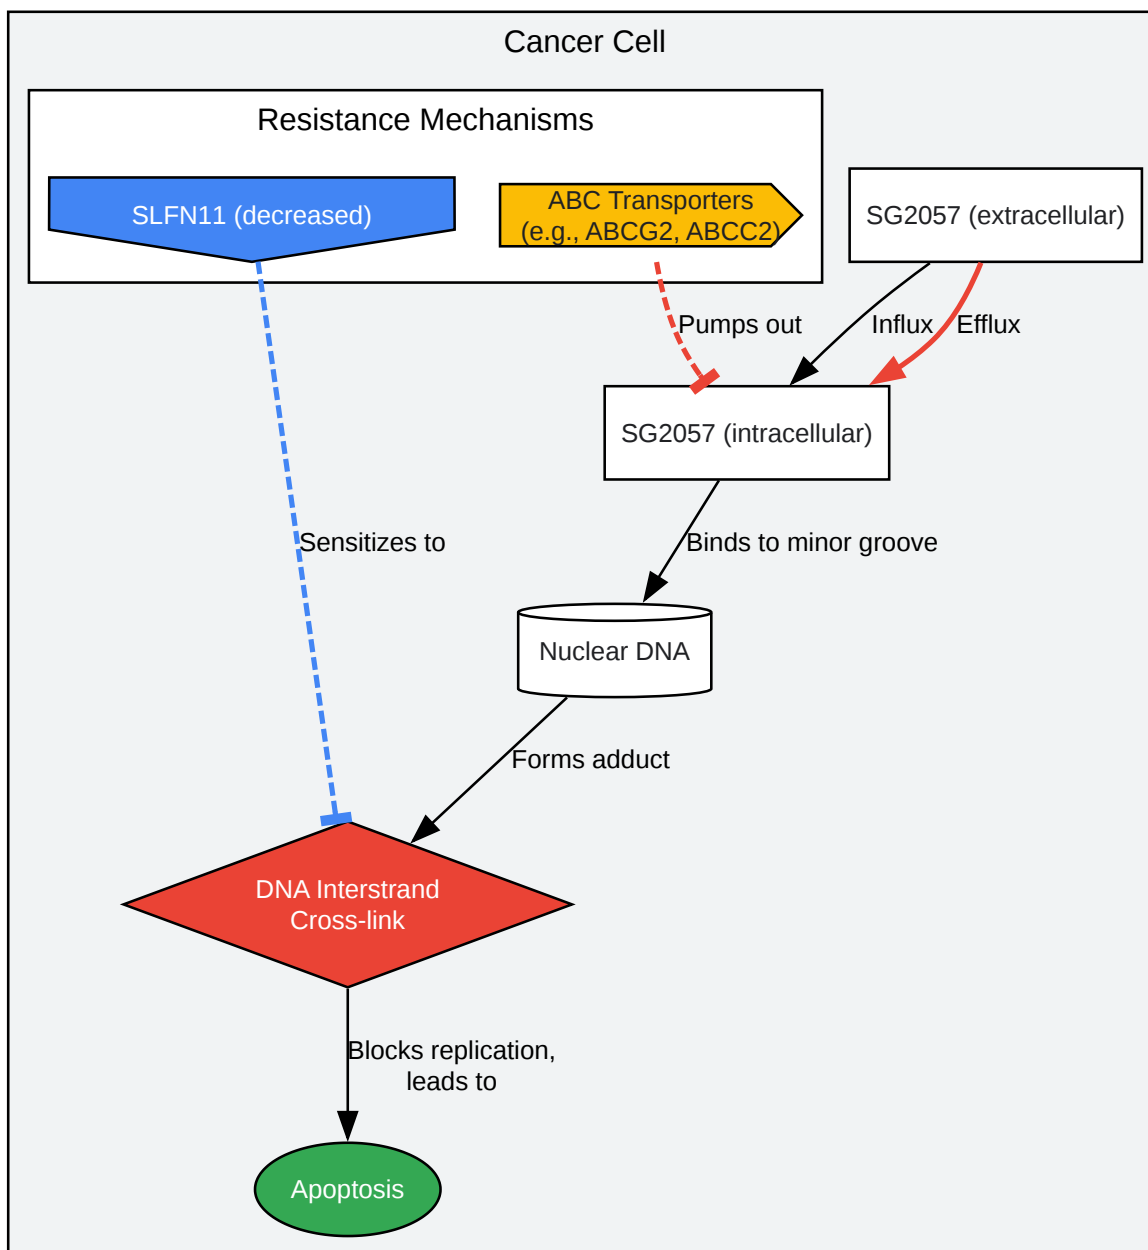 Cancer Cell
Resistance Mechanisms
SLFN11 (decreased)
ABC Transporters
(e.g., ABCG2, ABCC2)
SG2057 (extracellular)
Pumps out
Influx
Efflux
SG2057 (intracellular)
Sensitizes to
Binds to minor groove
Nuclear DNA
Forms adduct
DNA Interstrand
Cross-link
Blocks replication,
leads to
Apoptosis